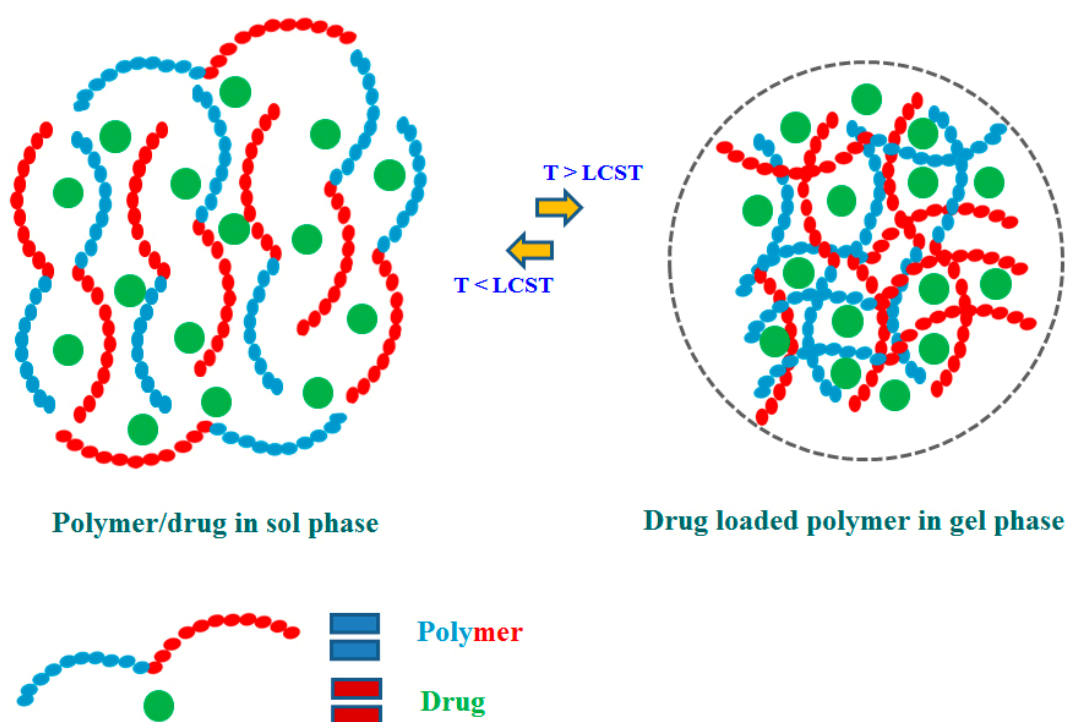 T > LCST
T < LCST
Polymer/drug in sol phase
Drug loaded polymer in gel phase
Polymer
Drug